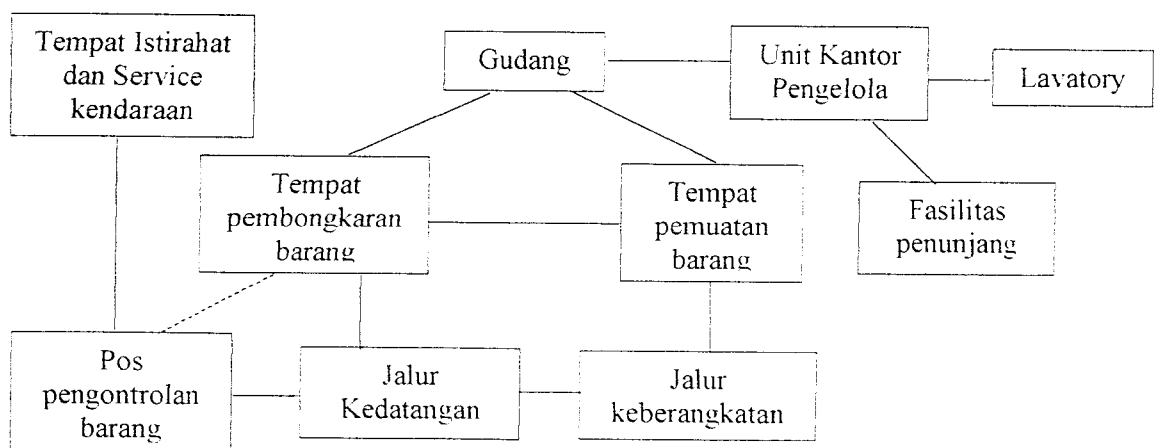 Tempat Istirahat
dan Service
kendaraan
Gudang
Unit Kantor
Pengelola
Lavatory
Tempat
pembongkaran
barang
Tempat
pemuatan
barang
Fasilitas
penunjang
Pos
pengontrolan
barang
Jalur
Kedatangan
Jalur
keberangkatan